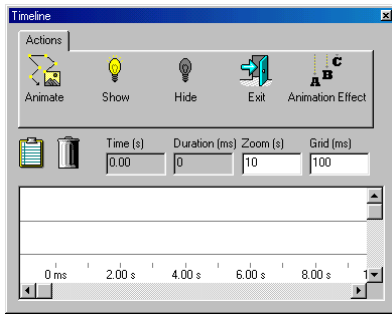 Timeline
Actions
Animate Show Hide Exit Animation Effect
A B C
Time (s) Duration (ms) Zoom (s) Grid (ms)
0.00 0 10 100
0 ms 2.00 s 4.00 s 6.00 s 8.00 s 1